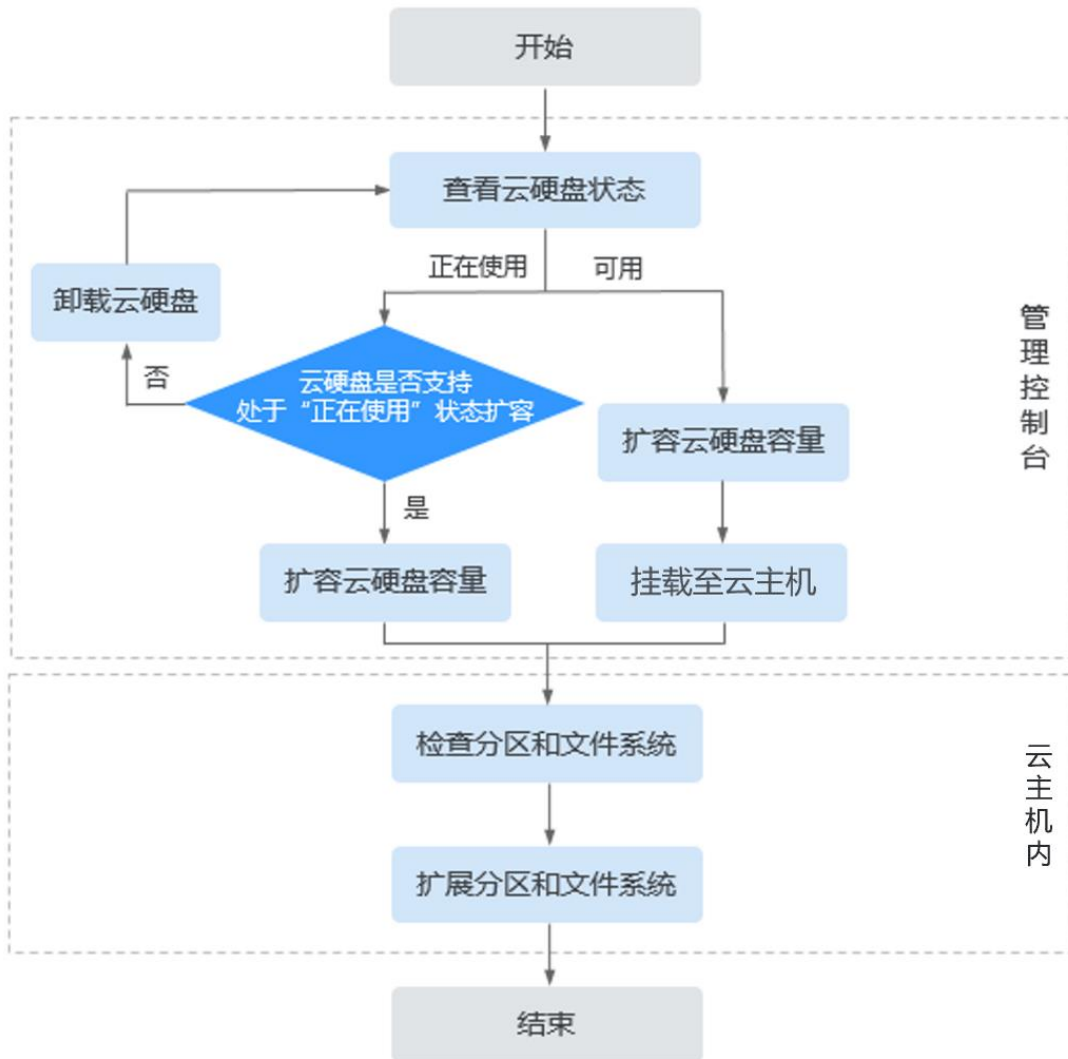 开始
查看云硬盘状态
正在使用
可用
卸载云硬盘
否
云硬盘是否支持
处于“正在使用”状态扩容
扩容云硬盘容量
是
扩容云硬盘容量
挂载至云主机
管理控制台
检查分区和文件系统
扩展分区和文件系统
云主机内
结束